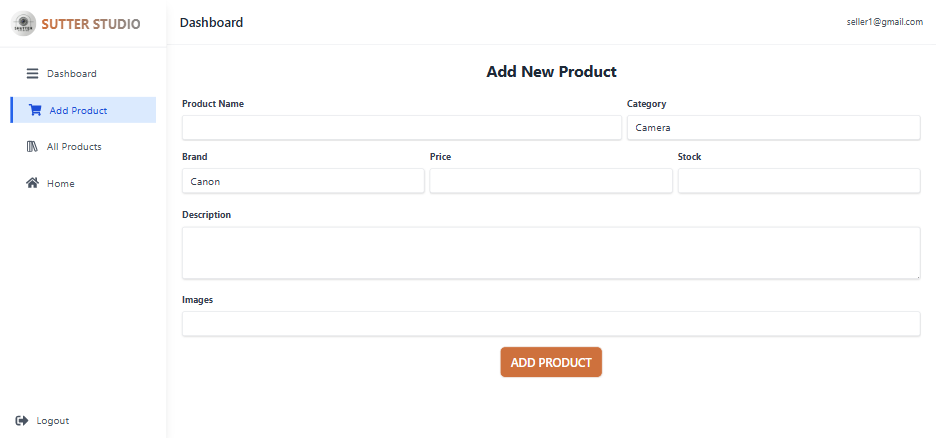 SUTTER STUDIO
Dashboard
seller1@gmail.com
Dashboard
Add Product
All Products
Home
Logout
Add New Product
Product Name
Category
Camera
Brand
Price
Stock
Canon
Description
Images
ADD PRODUCT